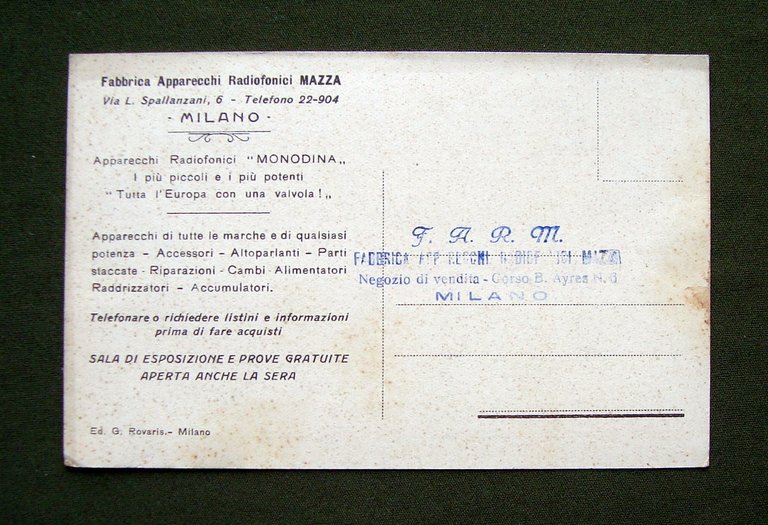 Fabbrica Apparecchi Radiofonici MAZZA
Via L. Spallanzani, 6 - Telefono 22-904
- MILANO -
Apparecchi Radiofonici "MONODINA„
I più piccoli e i più potenti
"Tutta l'Europa con una valvola!„
Apparecchi di tutte le marche e di qualsiasi
potenza - Accessori - Altoparlanti - Parti
staccate - Riparazioni - Cambi - Alimentatori
Raddrizzatori - Accumulatori.
Telefonare o richiedere listini e informazioni
prima di fare acquisti
SALA DI ESPOSIZIONE E PROVE GRATUITE
APERTA ANCHE LA SERA
Ed. G. Rovaris.- Milano
F. A. R. M.
FABBRICA MAZZA
Negozio di vendita - Corso B. Ayres N. 6
MILANO